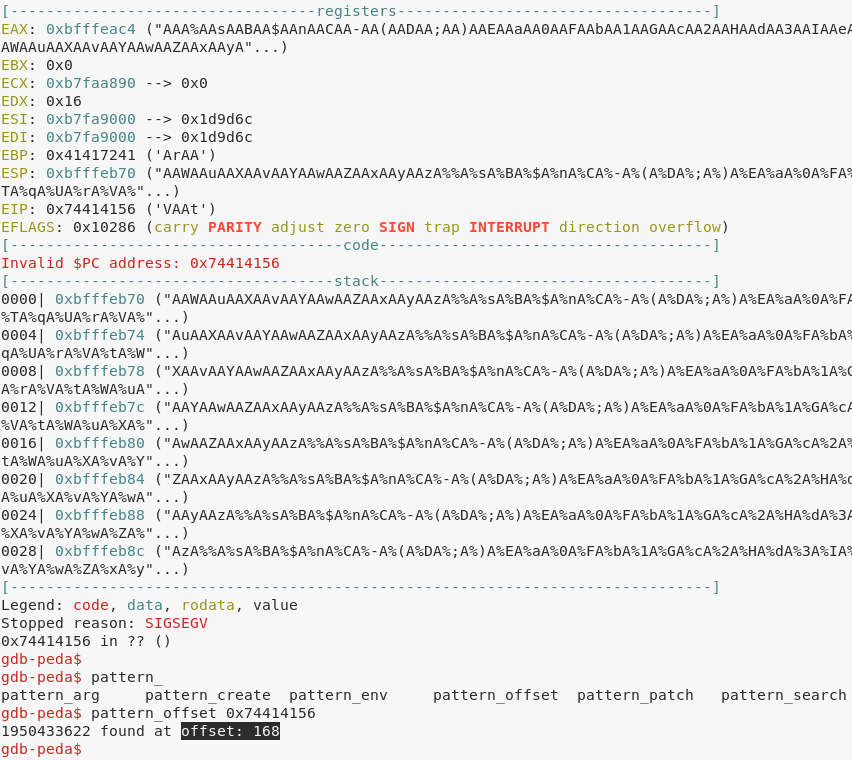 [----------------------------------registers-----------------------------------]
EAX: 0xbfffeac4 ("AAA%AAsAABAA$AAnAACAA-AA(AADAA;AA)AAEAAaAA0AAFAAbAA1AAGAAcAA2AAHAAdAA3AAIAAeA
AWAAuAAXAAvAAYAAwAAZAAxAAyA"...)
EBX: 0x0
ECX: 0xb7faa890 --> 0x0
EDX: 0x16
ESI: 0xb7fa9000 --> 0x1d9d6c
EDI: 0xb7fa9000 --> 0x1d9d6c
EBP: 0x41417241 ('ArAA')
ESP: 0xbfffeb70 ("AAWAAuAAXAAvAAYAAwAAZAAxAAyAAzA%%A%sA%BA%$A%nA%CA%-A%(A%DA%;A%)A%EA%aA%0A%FA%
TA%qA%UA%rA%VA%"...)
EIP: 0x74414156 ('VAAt')
EFLAGS: 0x10286 (carry PARITY adjust zero SIGN trap INTERRUPT direction overflow)
[-------------------------------------code-------------------------------------]
Invalid $PC address: 0x74414156
[------------------------------------stack-------------------------------------]
0000| 0xbfffeb70 ("AAWAAuAAXAAvAAYAAwAAZAAxAAyAAzA%%A%sA%BA%$A%nA%CA%-A%(A%DA%;A%)A%EA%aA%0A%FA
%TA%qA%UA%rA%VA%"...)
0004| 0xbfffeb74 ("AuAAXAAvAAYAAwAAZAAxAAyAAzA%%A%sA%BA%$A%nA%CA%-A%(A%DA%;A%)A%EA%aA%0A%FA%bA%
qA%UA%rA%VA%tA%W"...)
0008| 0xbfffeb78 ("XAAvAAYAAwAAZAAxAAyAAzA%%A%sA%BA%$A%nA%CA%-A%(A%DA%;A%)A%EA%aA%0A%FA%bA%1A%G
A%rA%VA%tA%WA%uA"...)
0012| 0xbfffeb7c ("AAYAAwAAZAAxAAyAAzA%%A%sA%BA%$A%nA%CA%-A%(A%DA%;A%)A%EA%aA%0A%FA%bA%1A%GA%cA
%VA%tA%WA%uA%XA%"...)
0016| 0xbfffeb80 ("AwAAZAAxAAyAAzA%%A%sA%BA%$A%nA%CA%-A%(A%DA%;A%)A%EA%aA%0A%FA%bA%1A%GA%cA%2A%
tA%WA%uA%XA%vA%Y"...)
0020| 0xbfffeb84 ("ZAAxAAyAAzA%%A%sA%BA%$A%nA%CA%-A%(A%DA%;A%)A%EA%aA%0A%FA%bA%1A%GA%cA%2A%HA%d
A%uA%XA%vA%YA%wA"...)
0024| 0xbfffeb88 ("AAyAAzA%%A%sA%BA%$A%nA%CA%-A%(A%DA%;A%)A%EA%aA%0A%FA%bA%1A%GA%cA%2A%HA%dA%3A
%XA%vA%YA%wA%ZA%"...)
0028| 0xbfffeb8c ("AzA%%A%sA%BA%$A%nA%CA%-A%(A%DA%;A%)A%EA%aA%0A%FA%bA%1A%GA%cA%2A%HA%dA%3A%IA%
vA%YA%wA%ZA%xA%y"...)
[------------------------------------------------------------------------------]
Legend: code, data, rodata, value
Stopped reason: SIGSEGV
0x74414156 in ?? ()
gdb-peda$
gdb-peda$ pattern_
pattern_arg     pattern_create  pattern_env     pattern_offset  pattern_patch   pattern_search
gdb-peda$ pattern_offset 0x74414156
1950433622 found at offset: 168
gdb-peda$